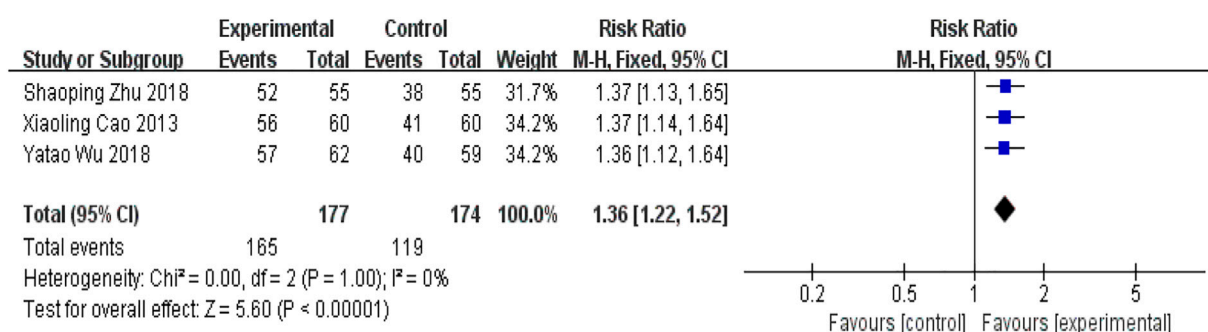 Experimental Control Risk Ratio Risk Ratio
Study or Subgroup Events Total Events Total Weight M-H, Fixed, 95% CI M-H, Fixed, 95% CI
Shaoping Zhu 2018 52 55 38 55 31.7% 1.37 [1.13, 1.65]
Xiaoling Cao 2013 56 60 41 60 34.2% 1.37 [1.14, 1.64]
Yatao Wu 2018 57 62 40 59 34.2% 1.36 [1.12, 1.64]
Total (95% CI) 177 174 100.0% 1.36 [1.22, 1.52]
Total events 165 119
Heterogeneity: Chi² = 0.00, df = 2 (P = 1.00); I² = 0%
Test for overall effect: Z = 5.60 (P < 0.00001)
0.2 0.5 1 2 5
Favours [control] Favours [experimental]